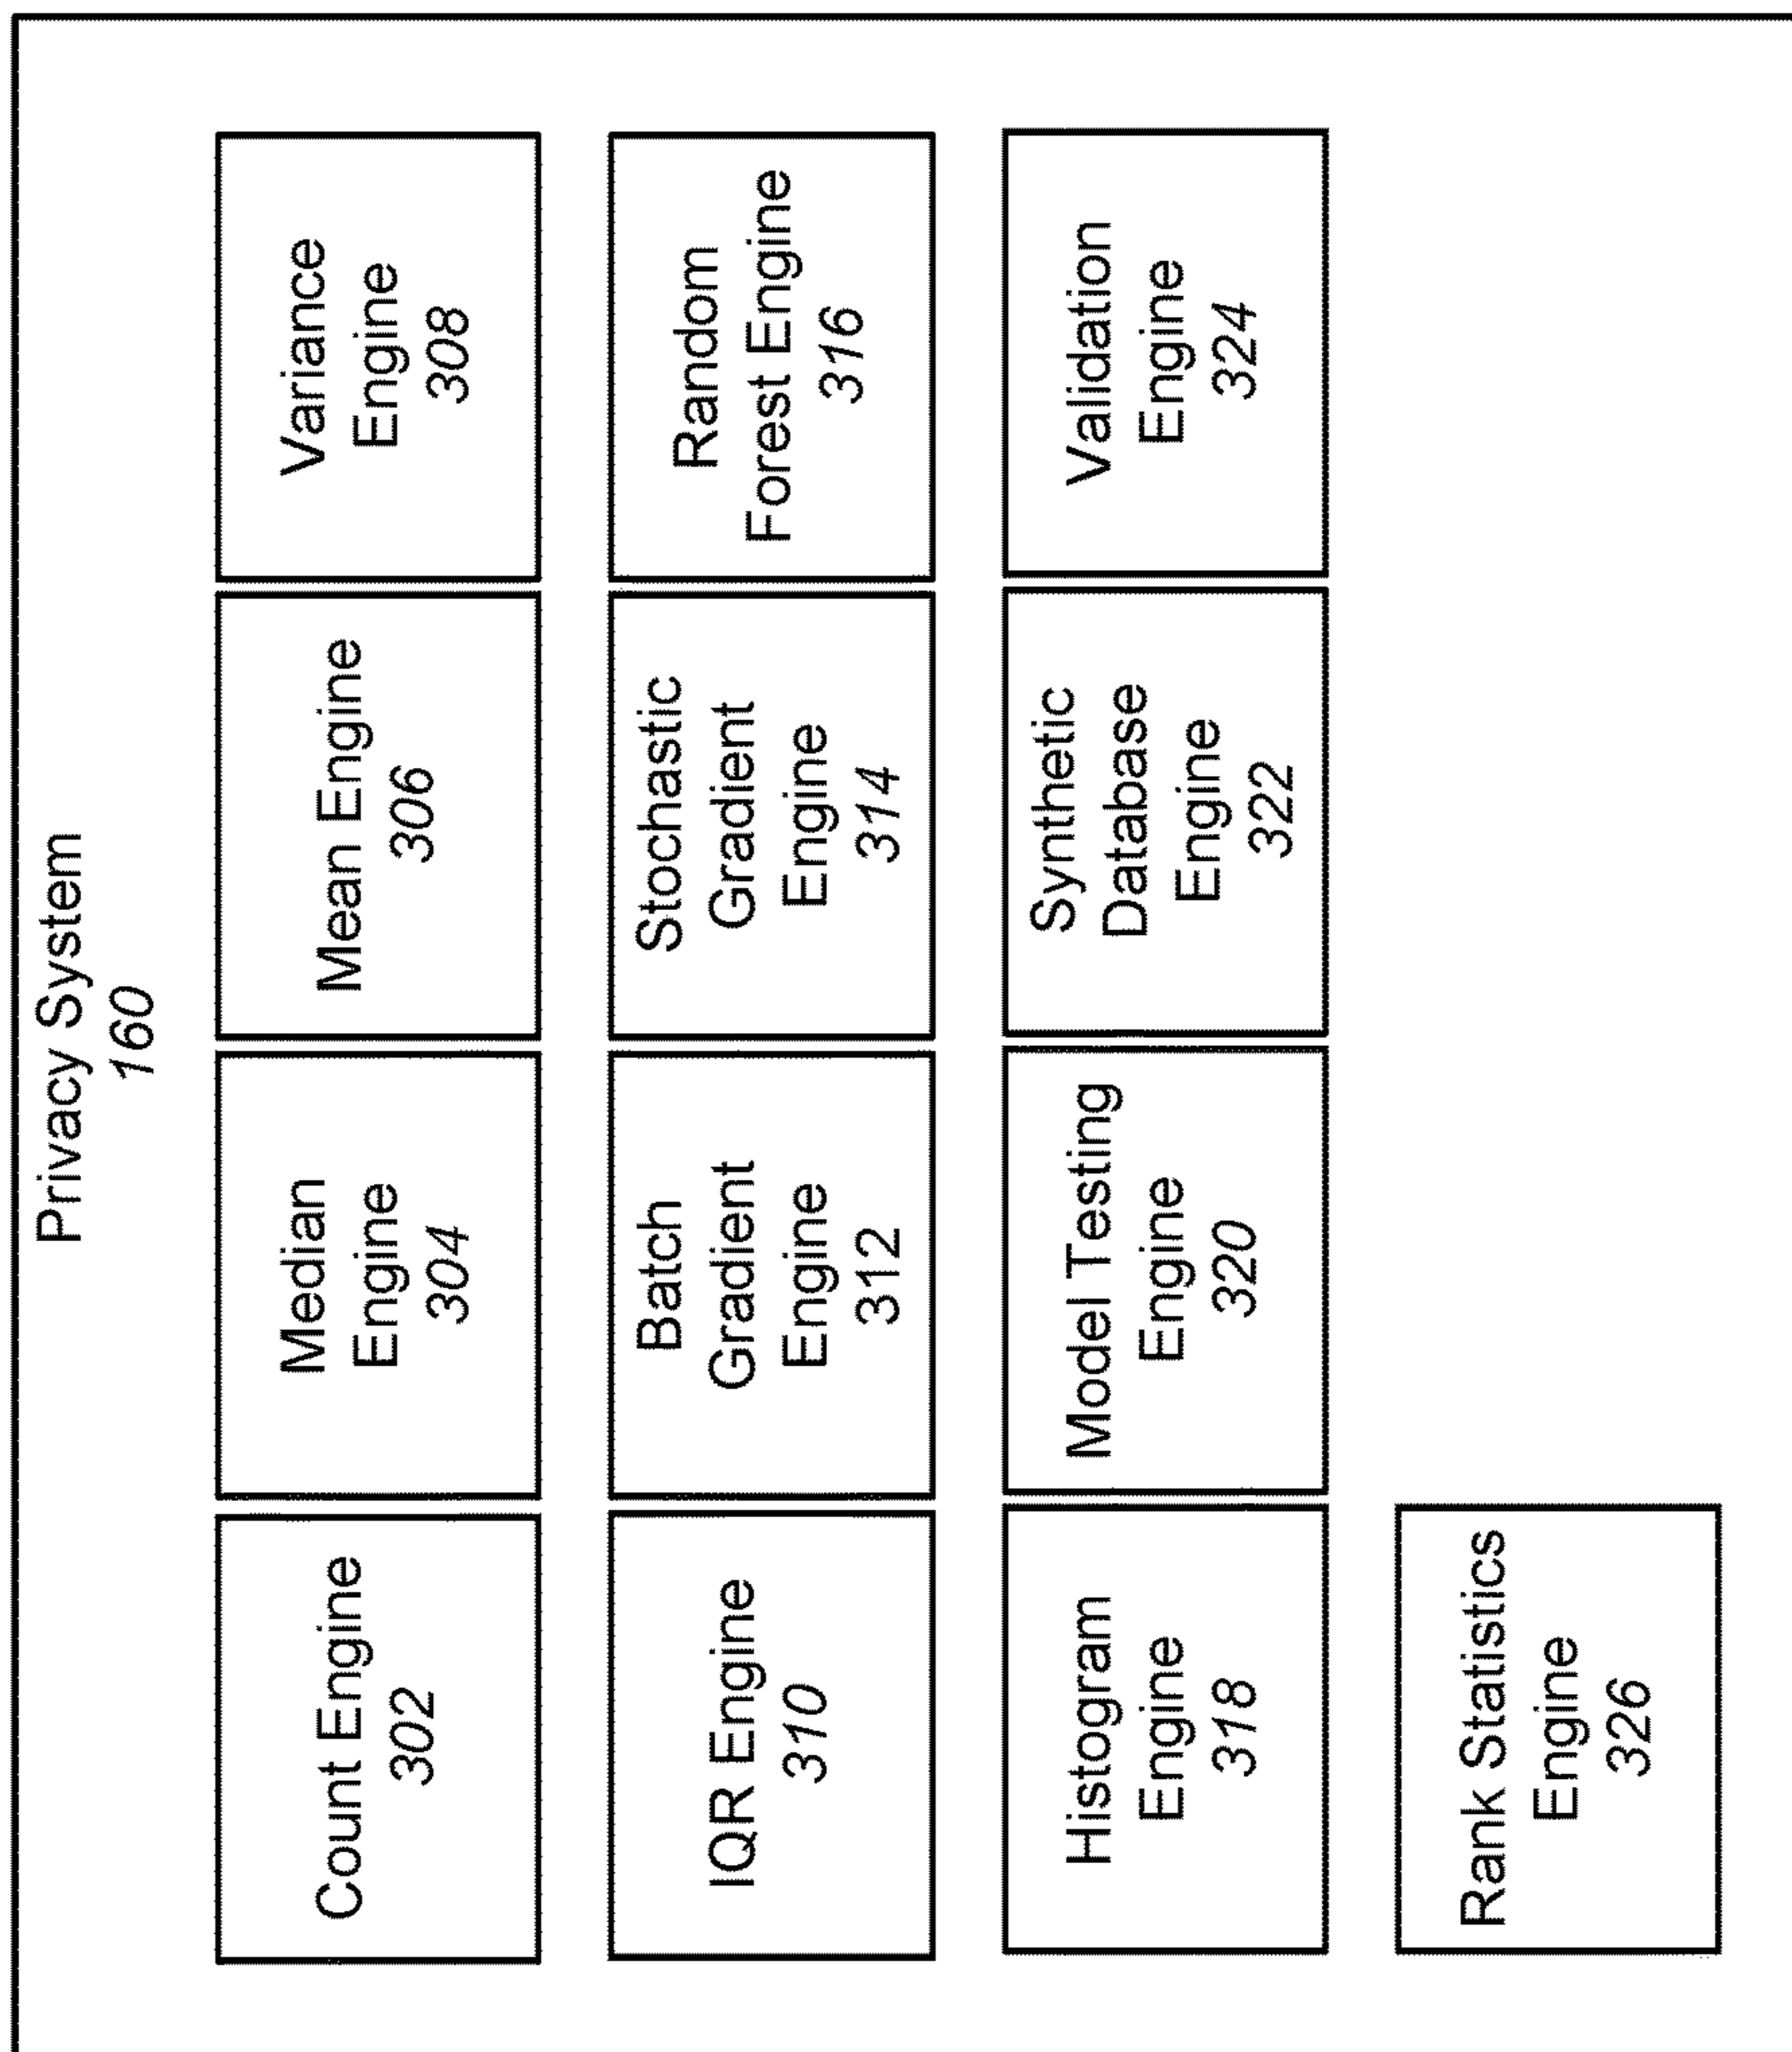 Privacy System
160
Count Engine
302
Median
Engine
304
Mean Engine
306
Variance
Engine
308
IQR Engine
310
Batch
Gradient
Engine
312
Stochastic
Gradient
Engine
314
Random
Forest Engine
316
Histogram
Engine
318
Model Testing
Engine
320
Synthetic
Database
Engine
322
Validation
Engine
324
Rank Statistics
Engine
326